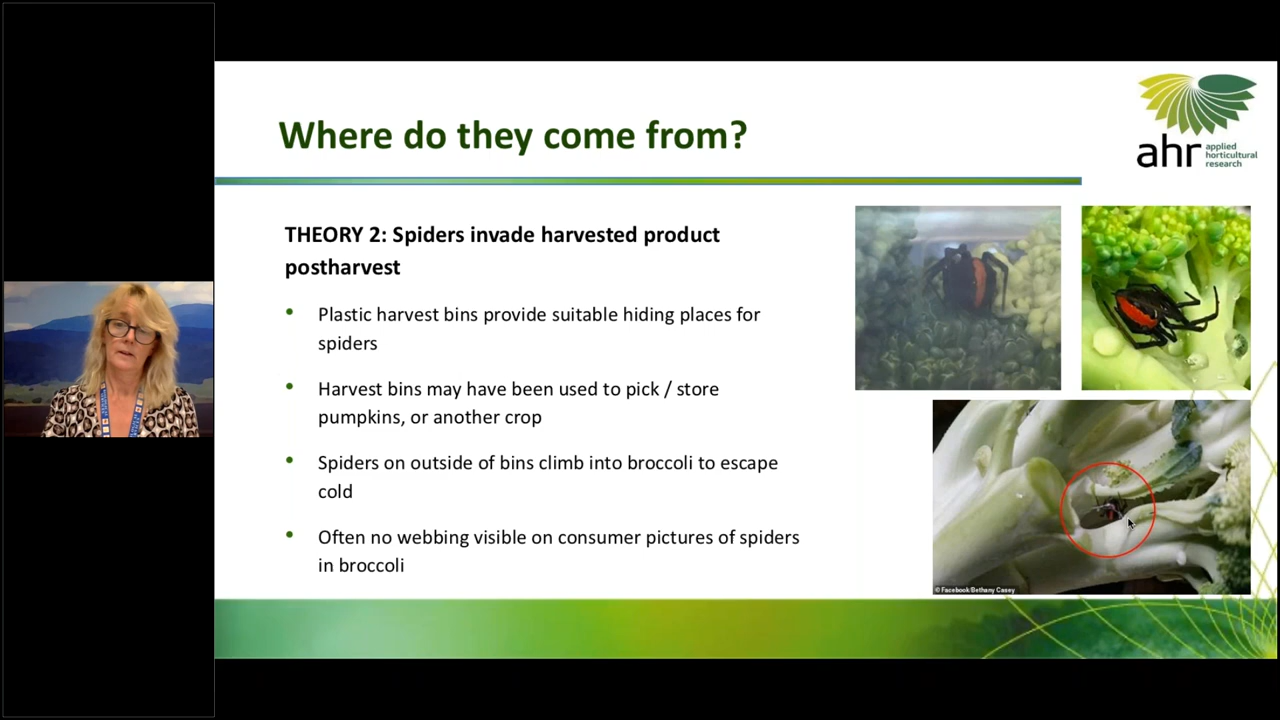 Where do they come from?
ahr applied
horticultural
research
THEORY 2: Spiders invade harvested product
postharvest
• Plastic harvest bins provide suitable hiding places for
spiders
• Harvest bins may have been used to pick / store
pumpkins, or another crop
• Spiders on outside of bins climb into broccoli to escape
cold
• Often no webbing visible on consumer pictures of spiders
in broccoli
© Facebook/Bethany Casey